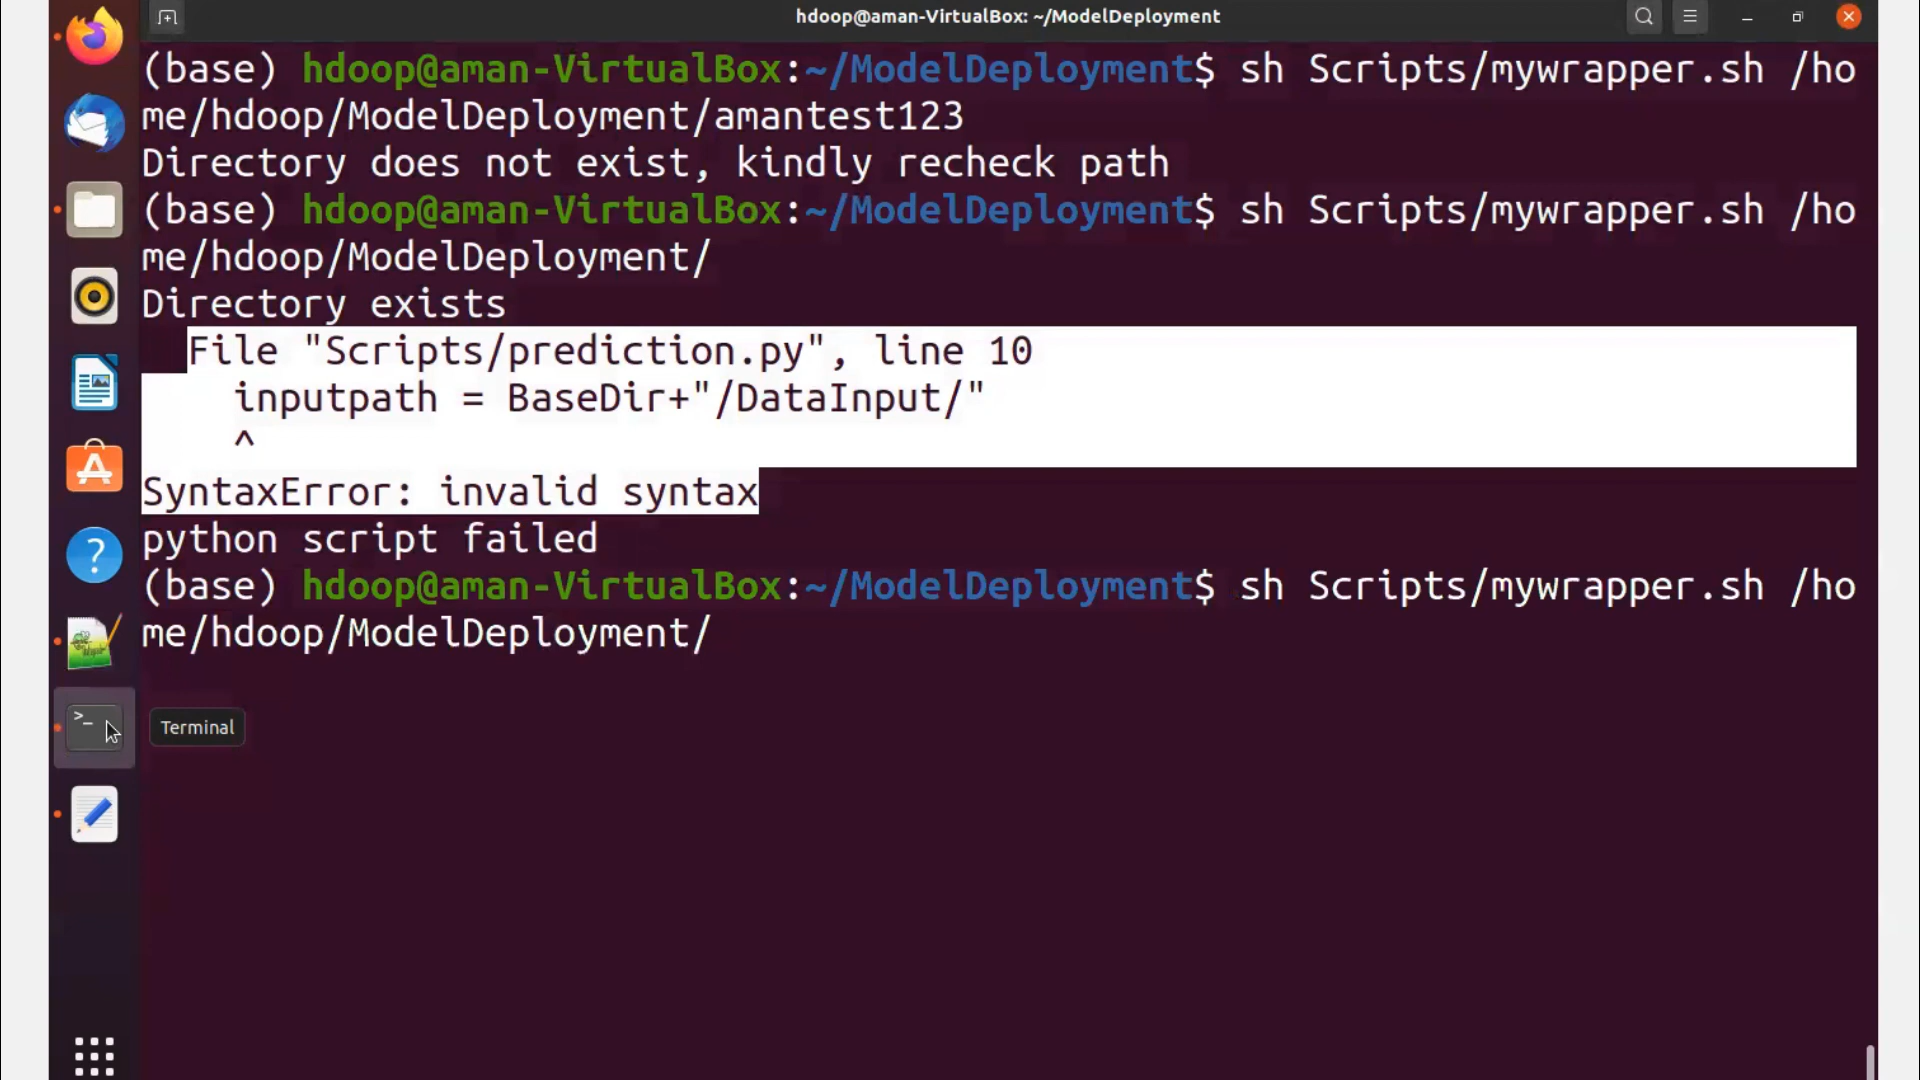 hdoop@aman-VirtualBox: ~/ModelDeployment
(base) hdoop@aman-VirtualBox:~/ModelDeployment$ sh Scripts/mywrapper.sh /ho
me/hdoop/ModelDeployment/amantest123
Directory does not exist, kindly recheck path
(base) hdoop@aman-VirtualBox:~/ModelDeployment$ sh Scripts/mywrapper.sh /ho
me/hdoop/ModelDeployment/
Directory exists
File "Scripts/prediction.py", line 10
inputpath = BaseDir+"/DataInput/"
^
SyntaxError: invalid syntax
python script failed
(base) hdoop@aman-VirtualBox:~/ModelDeployment$ sh Scripts/mywrapper.sh /ho
me/hdoop/ModelDeployment/
Terminal